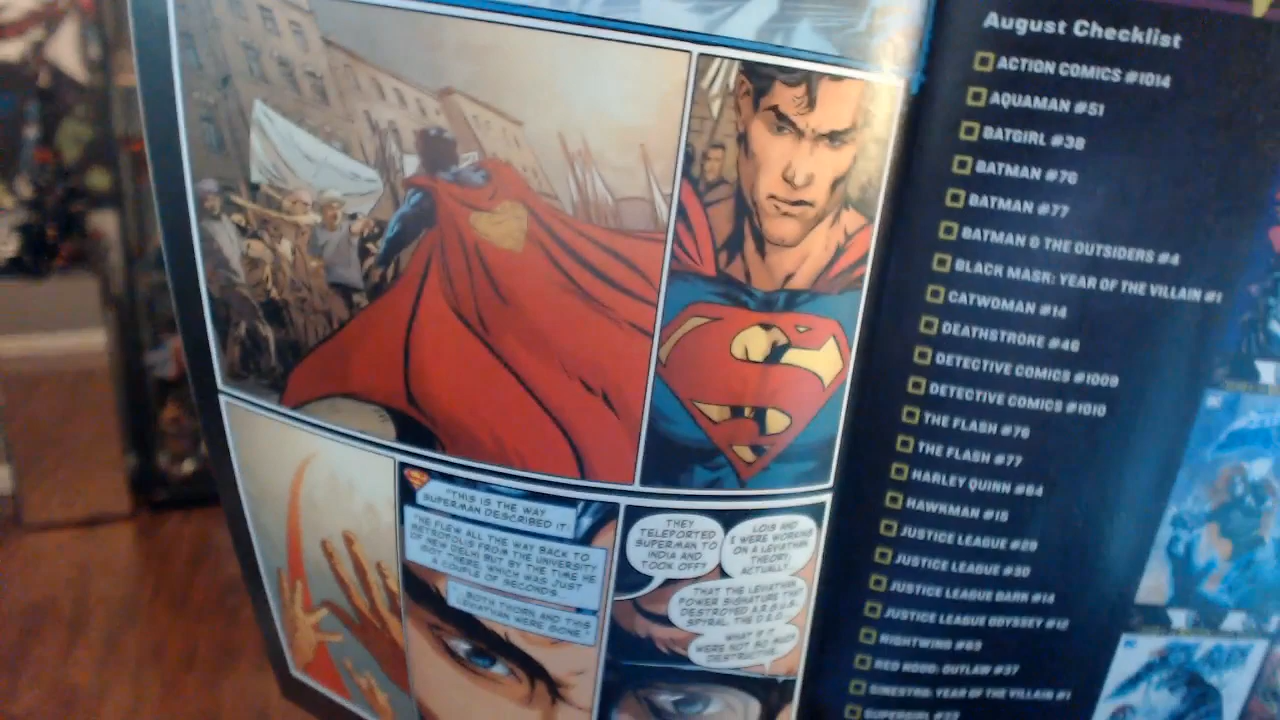 "THIS IS THE WAY
SUPERMAN DESCRIBED IT:
"HE FLEW ALL THE WAY BACK TO
METROPOLIS FROM THE UNIVERSITY
OF NEW DELHI BUT BY THE TIME HE
GOT THERE, WHICH WAS JUST
A COUPLE OF SECONDS...
"...BOTH THORN AND THIS
LEVIATHAN WERE GONE."
THEY
TELEPORTED
SUPERMAN TO
INDIA AND
TOOK OFF?
LOIS AND
I WERE WORKING
ON A LEVIATHAN
THEORY,
ACTUALLY.
THAT THE LEVIATHAN
POWER SIGNATURE THAT
DESTROYED A.R.G.U.S.,
SPYRAL, THE D.E.O. ...
WHAT IF IT
WERE NOT SO MUCH
DESTRUCTIVE...
August Checklist
ACTION COMICS #1014
AQUAMAN #51
BATGIRL #38
BATMAN #76
BATMAN #77
BATMAN & THE OUTSIDERS #4
BLACK MASK: YEAR OF THE VILLAIN #1
CATWOMAN #14
DEATHSTROKE #46
DETECTIVE COMICS #1009
DETECTIVE COMICS #1010
THE FLASH #76
THE FLASH #77
HARLEY QUINN #64
HAWKMAN #15
JUSTICE LEAGUE #29
JUSTICE LEAGUE #30
JUSTICE LEAGUE DARK #14
JUSTICE LEAGUE ODYSSEY #12
NIGHTWING #63
RED HOOD: OUTLAW #37
SINESTRO: YEAR OF THE VILLAIN #1
SUPERGIRL #33